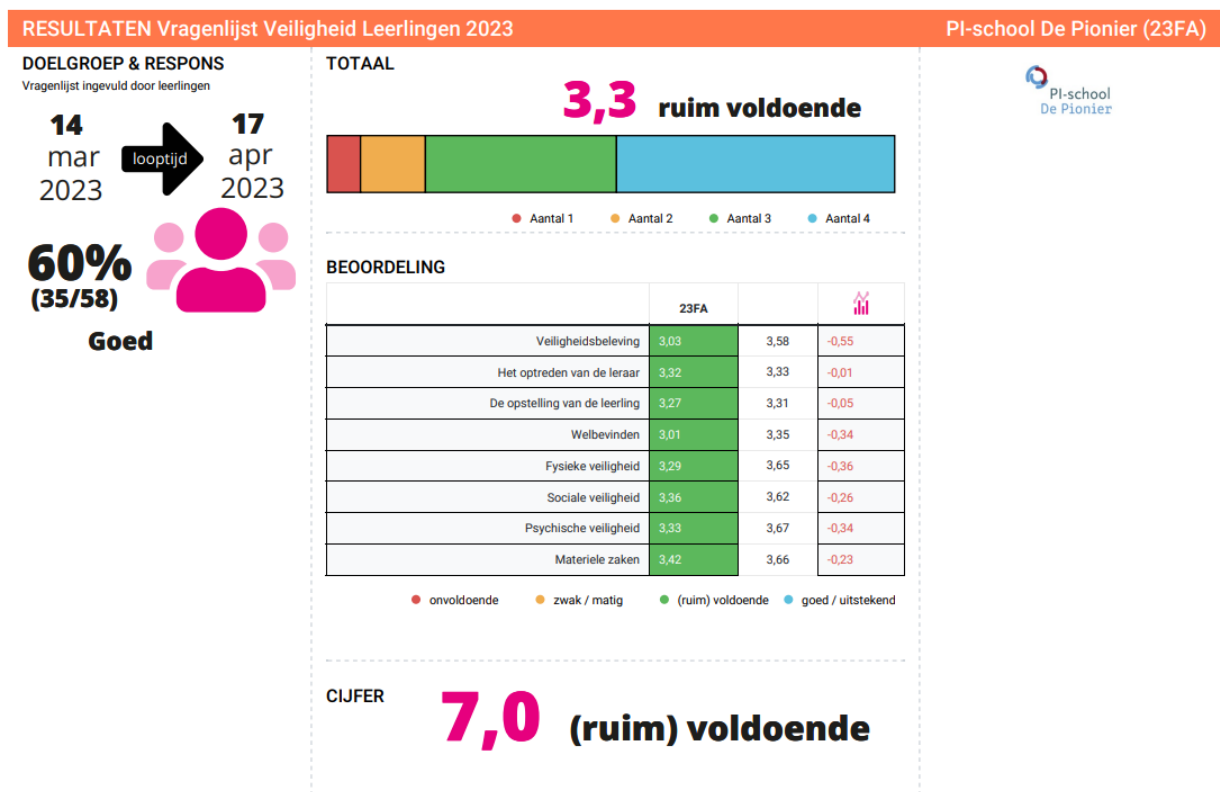 RESULTATEN Vragenlijst Veiligheid Leerlingen 2023
PI-school De Pionier (23FA)
DOELGROEP & RESPONS
Vragenlijst ingevuld door leerlingen
14
mar
2023
looptijd
17
apr
2023
60%
(35/58)
Goed
TOTAAL
3,3 ruim voldoende
Aantal 1 Aantal 2 Aantal 3 Aantal 4
BEOORDELING
23FA
Veiligheidsbeleving 3,03 3,58 -0,55
Het optreden van de leraar 3,32 3,33 -0,01
De opstelling van de leerling 3,27 3,31 -0,05
Welbevinden 3,01 3,35 -0,34
Fysieke veiligheid 3,29 3,65 -0,36
Sociale veiligheid 3,36 3,62 -0,26
Psychische veiligheid 3,33 3,67 -0,34
Materiele zaken 3,42 3,66 -0,23
onvoldoende zwak / matig (ruim) voldoende goed / uitstekend
CIJFER
7,0 (ruim) voldoende
PI-school
De Pionier